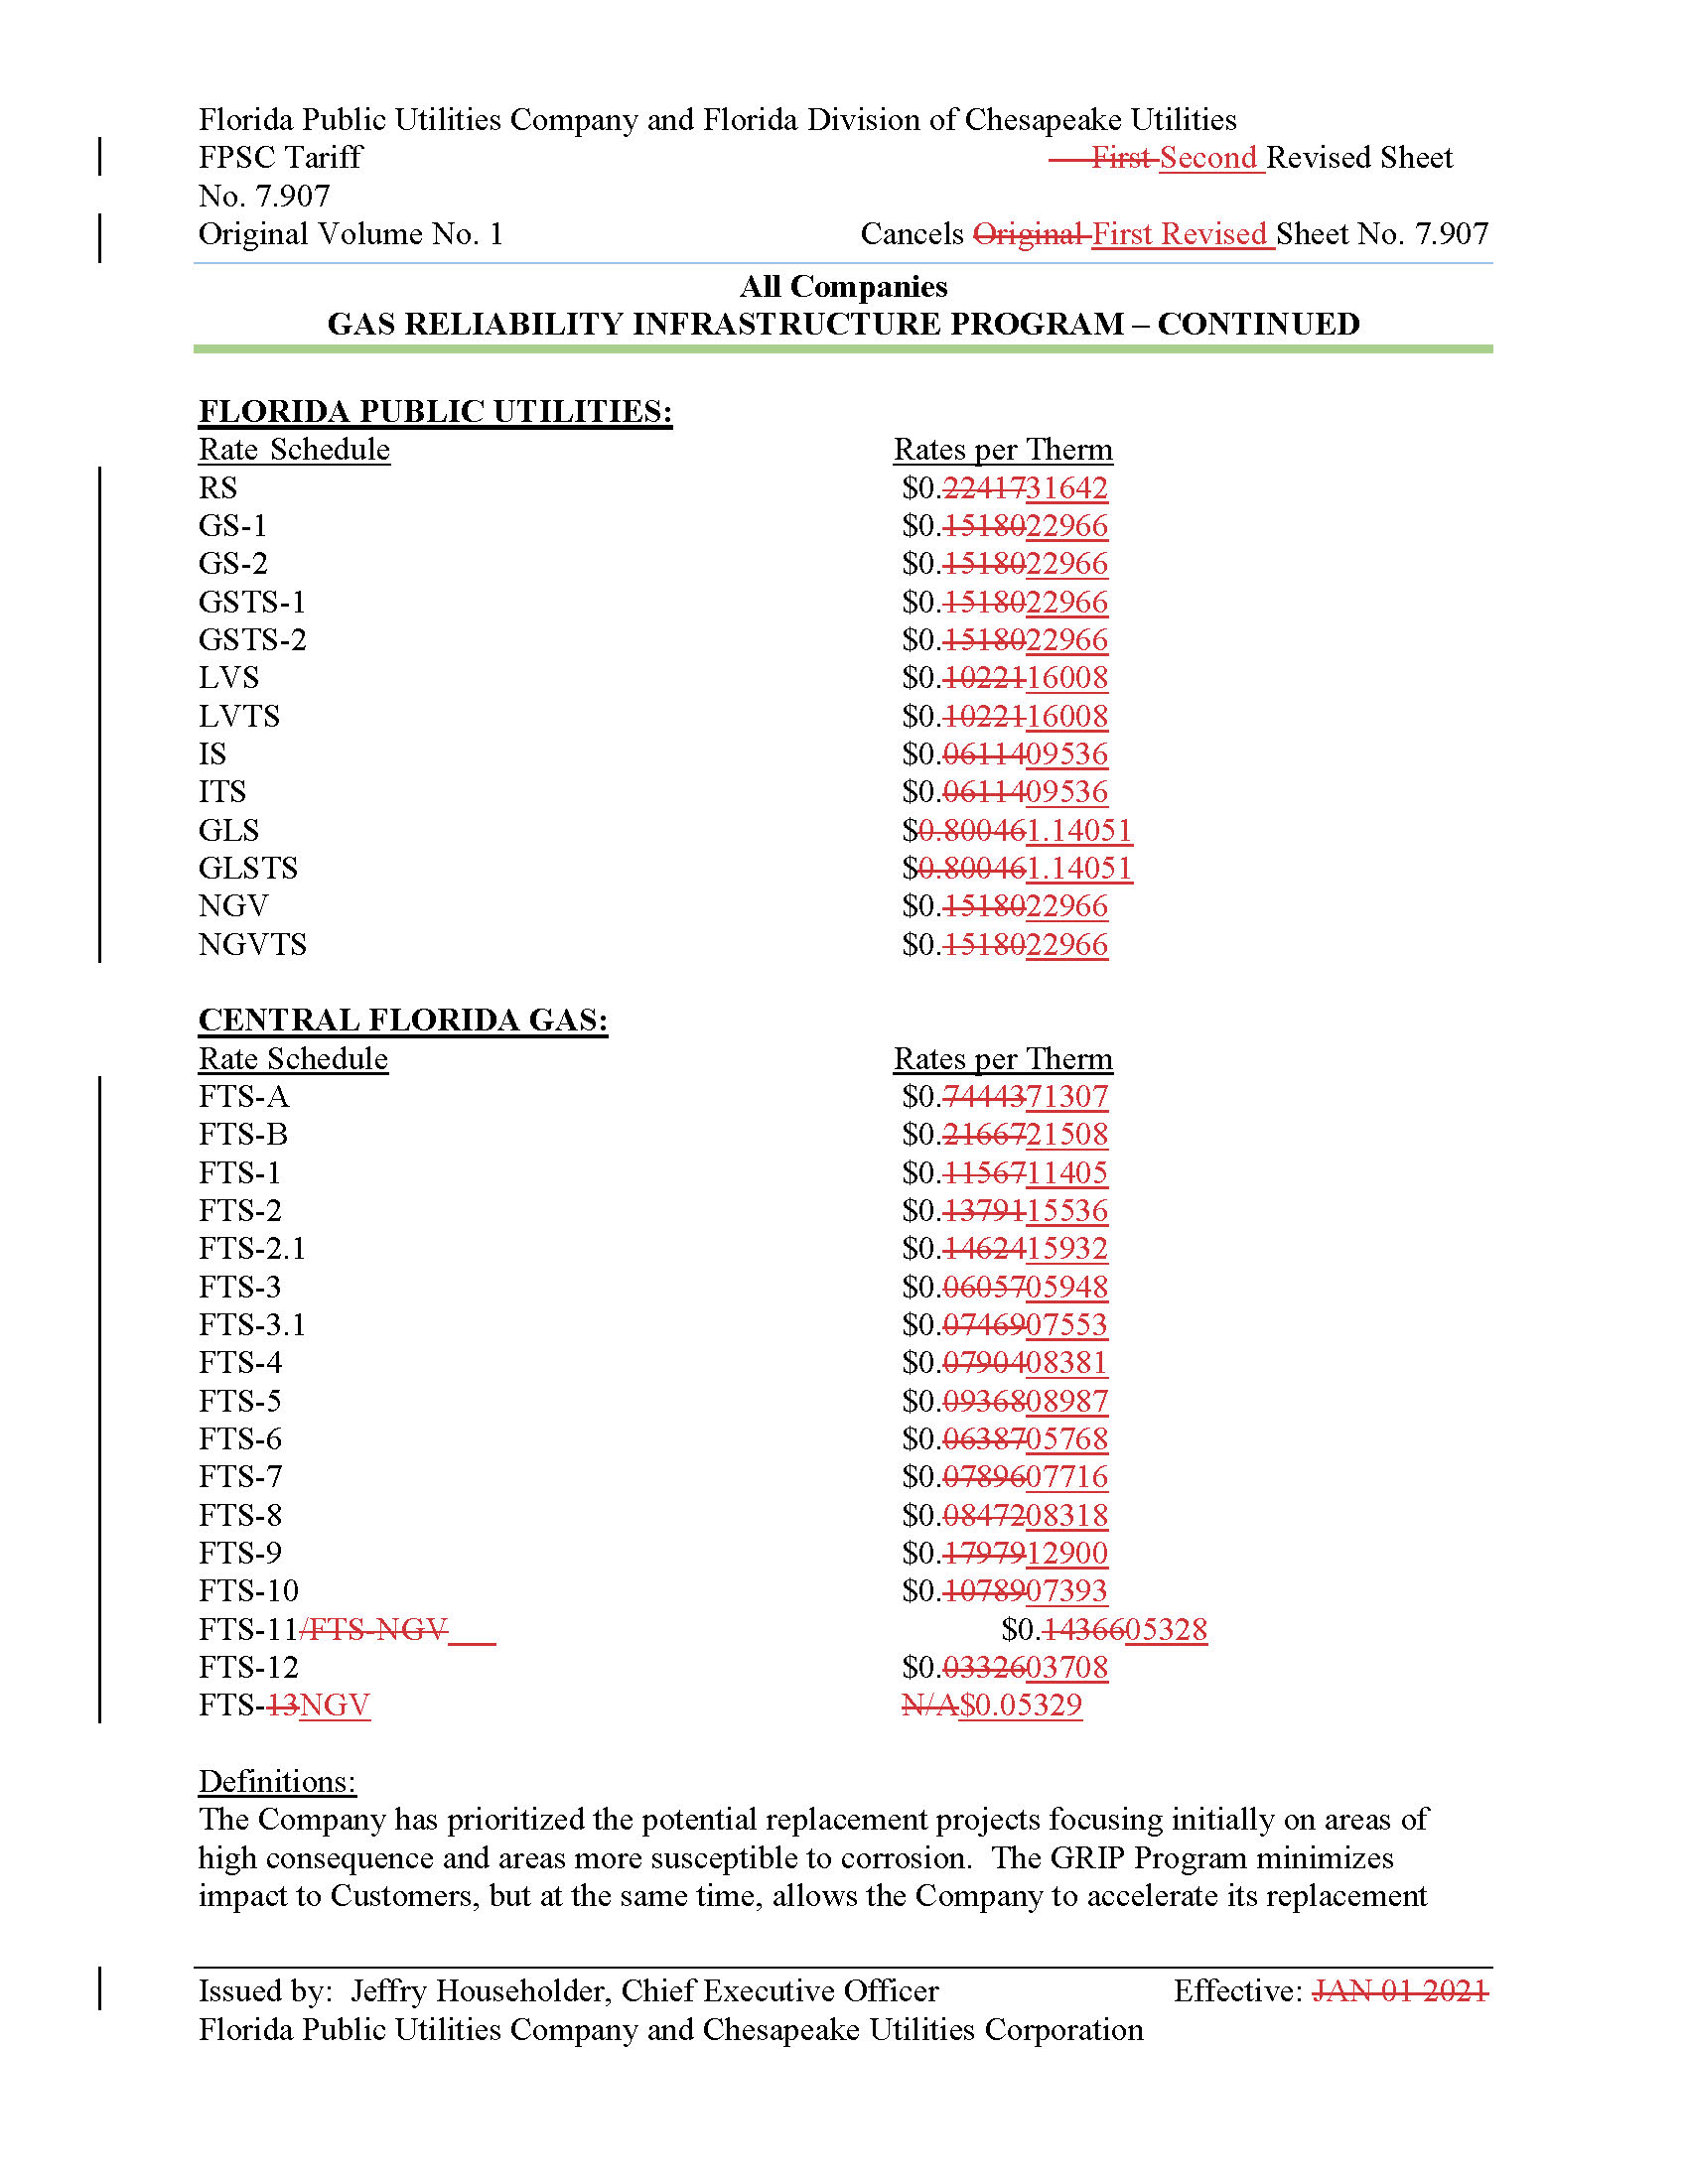 Florida Public Utilities Company and Florida Division of Chesapeake Utilities
FPSC Tariff First Second Revised Sheet
No. 7.907
Original Volume No. 1 Cancels Original First Revised Sheet No. 7.907
All Companies
GAS RELIABILITY INFRASTRUCTURE PROGRAM – CONTINUED
FLORIDA PUBLIC UTILITIES:
Rate Schedule Rates per Therm
RS $0.2241731642
GS-1 $0.1518022966
GS-2 $0.1518022966
GSTS-1 $0.1518022966
GSTS-2 $0.1518022966
LVS $0.1022116008
LVTS $0.1022116008
IS $0.0611409536
ITS $0.0611409536
GLS $0.800461.14051
GLSTS $0.800461.14051
NGV $0.1518022966
NGVTS $0.1518022966
CENTRAL FLORIDA GAS:
Rate Schedule Rates per Therm
FTS-A $0.7444371307
FTS-B $0.2166721508
FTS-1 $0.1156711405
FTS-2 $0.1379115536
FTS-2.1 $0.1462415932
FTS-3 $0.0605705948
FTS-3.1 $0.0746907553
FTS-4 $0.0790408381
FTS-5 $0.0936808987
FTS-6 $0.0638705768
FTS-7 $0.0789607716
FTS-8 $0.0847208318
FTS-9 $0.1797912900
FTS-10 $0.1078907393
FTS-11/FTS-NGV $0.1436605328
FTS-12 $0.0332603708
FTS-13NGV N/A$0.05329
Definitions:
The Company has prioritized the potential replacement projects focusing initially on areas of
high consequence and areas more susceptible to corrosion. The GRIP Program minimizes
impact to Customers, but at the same time, allows the Company to accelerate its replacement
Issued by: Jeffry Householder, Chief Executive Officer Effective: JAN 01 2021
Florida Public Utilities Company and Chesapeake Utilities Corporation